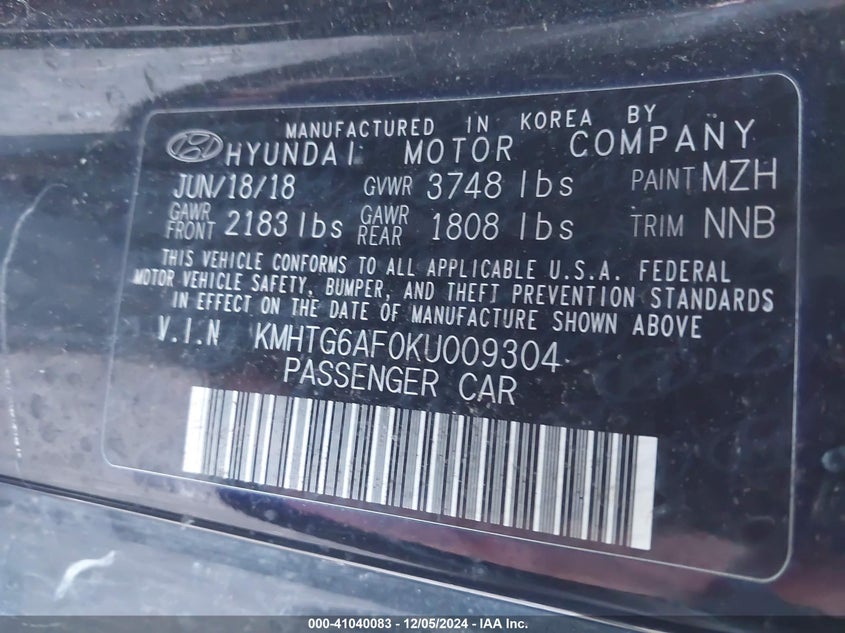 MANUFACTURED IN KOREA BY
HYUNDAI MOTOR COMPANY
JUN/18/18 GVWR 3748 lbs PAINT MZH
GAWR FRONT 2183 lbs GAWR REAR 1808 lbs TRIM NNB
THIS VEHICLE CONFORMS TO ALL APPLICABLE U.S.A. FEDERAL
MOTOR VEHICLE SAFETY, BUMPER, AND THEFT PREVENTION STANDARDS
IN EFFECT ON THE DATE OF MANUFACTURE SHOWN ABOVE
V.I.N KMHTG6AF0KU009304
PASSENGER CAR
000-41040083 - 12/05/2024 - IAA Inc.